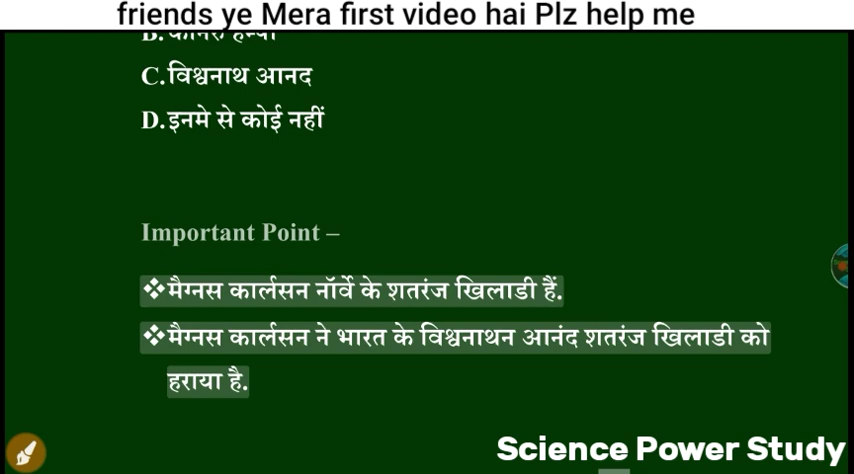 friends ye Mera first video hai Plz help me
C.विश्वनाथ आनद
D.इनमे से कोई नहीं
Important Point –
❖मैग्नस कार्लसन नॉर्वे के शतरंज खिलाडी हैं.
❖मैग्नस कार्लसन ने भारत के विश्वनाथन आनंद शतरंज खिलाडी को
हराया है.
Science Power Study